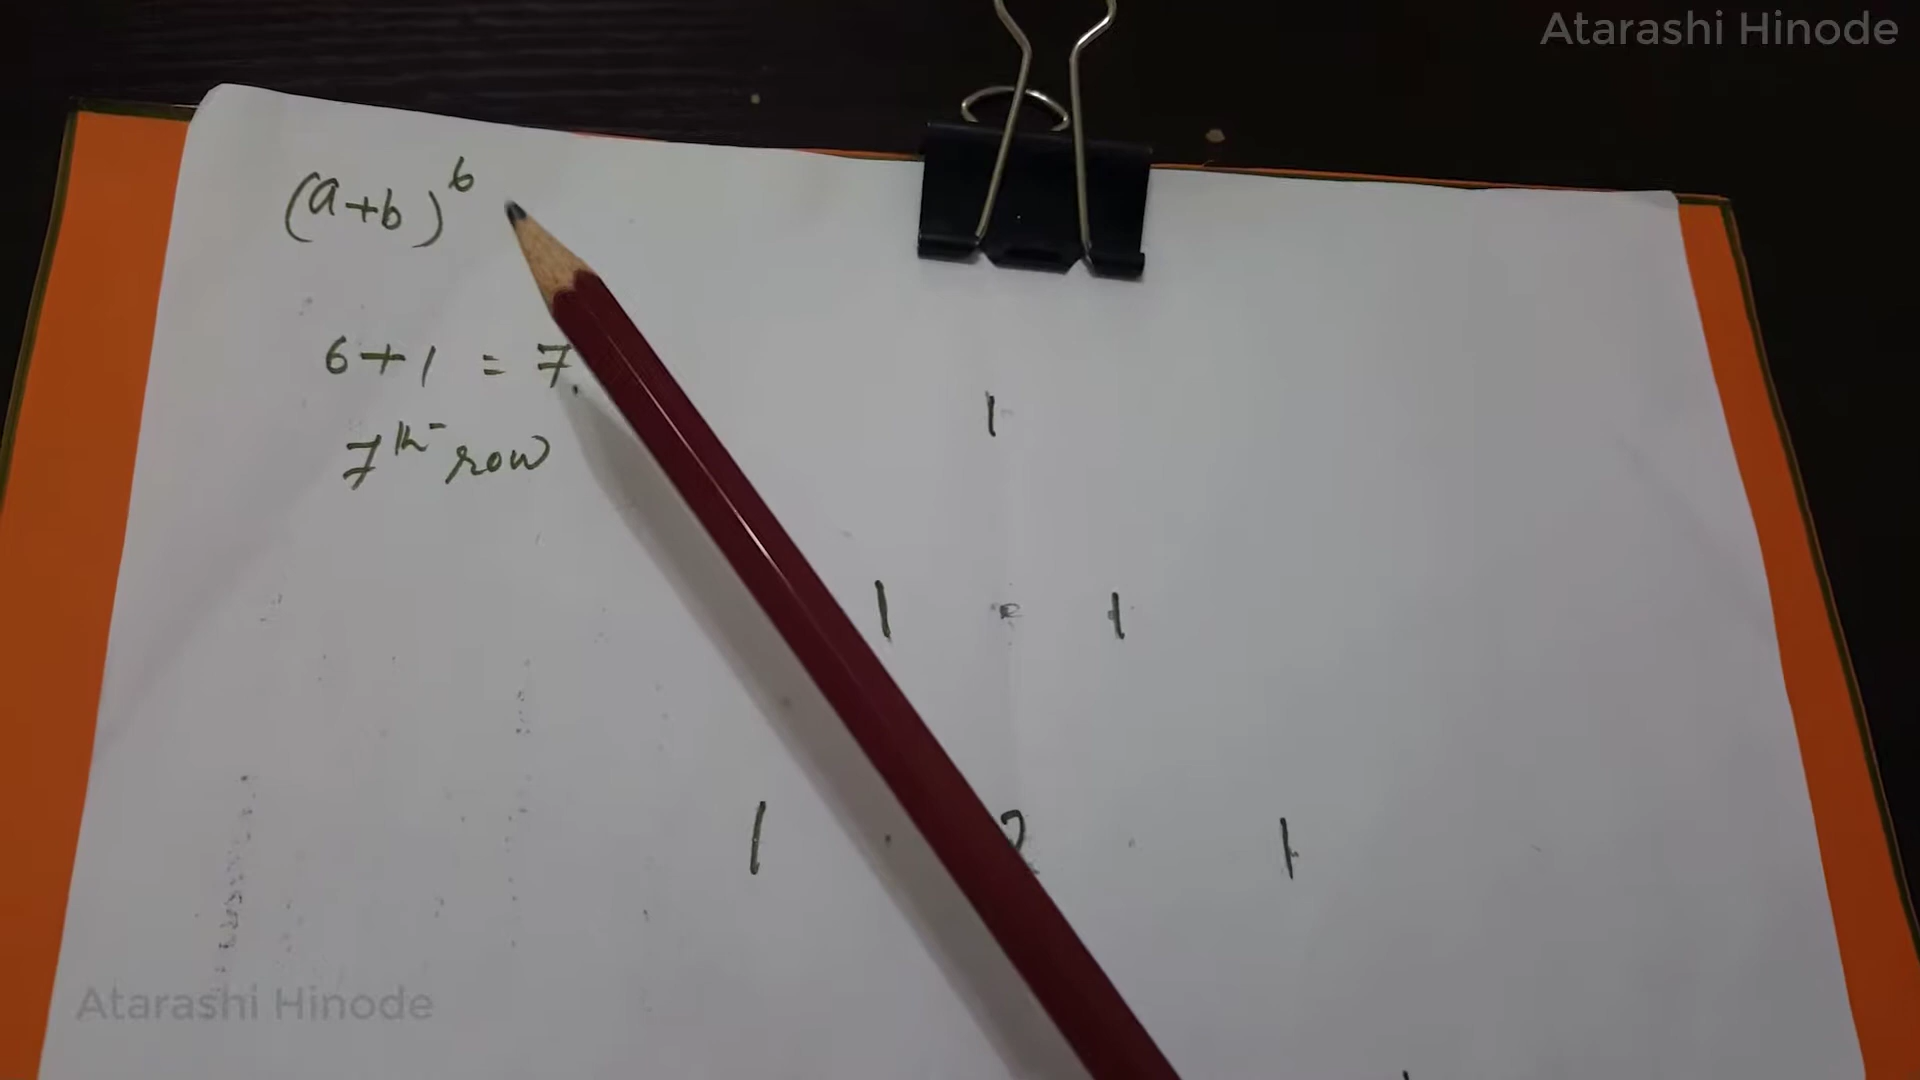 Atarashi Hinode
(a+b)^6
6+1 = 7.
7th row
1
1 1
1 2 1
Atarashi Hinode